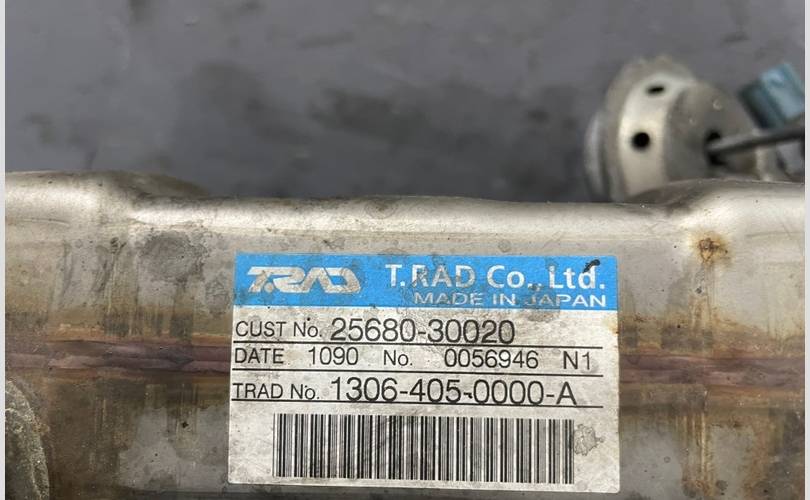 T.RAD T.RAD Co., Ltd.
MADE IN JAPAN
CUST No. 25680-30020
DATE 1090 No. 0056946 N1
TRAD No. 1306-405-0000-A